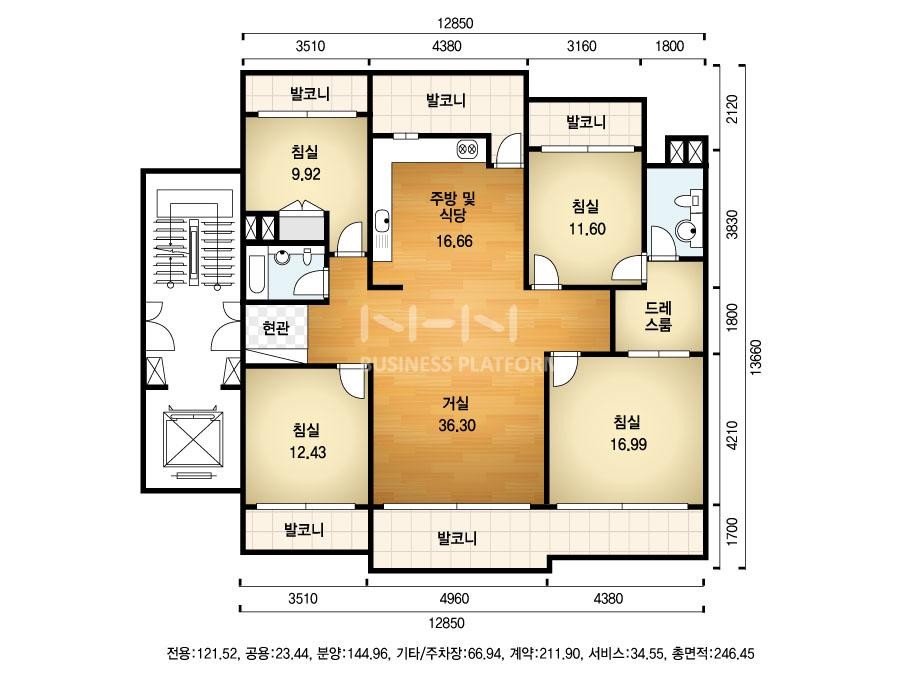 12850
3510 4380 3160 1800
발코니
발코니
발코니
2120
침실
9.92
주방 및
식당
16.66
침실
11.60
3830
현관
드레
스룸
1800
13660
NHN
BUSINESS PLATFORM
거실
36.30
침실
12.43
침실
16.99
4210
발코니
발코니
1700
3510 4960 4380
12850
전용:121.52, 공용:23.44, 분양:144.96, 기타/주차장:66.94, 계약:211.90, 서비스:34.55, 총면적:246.45